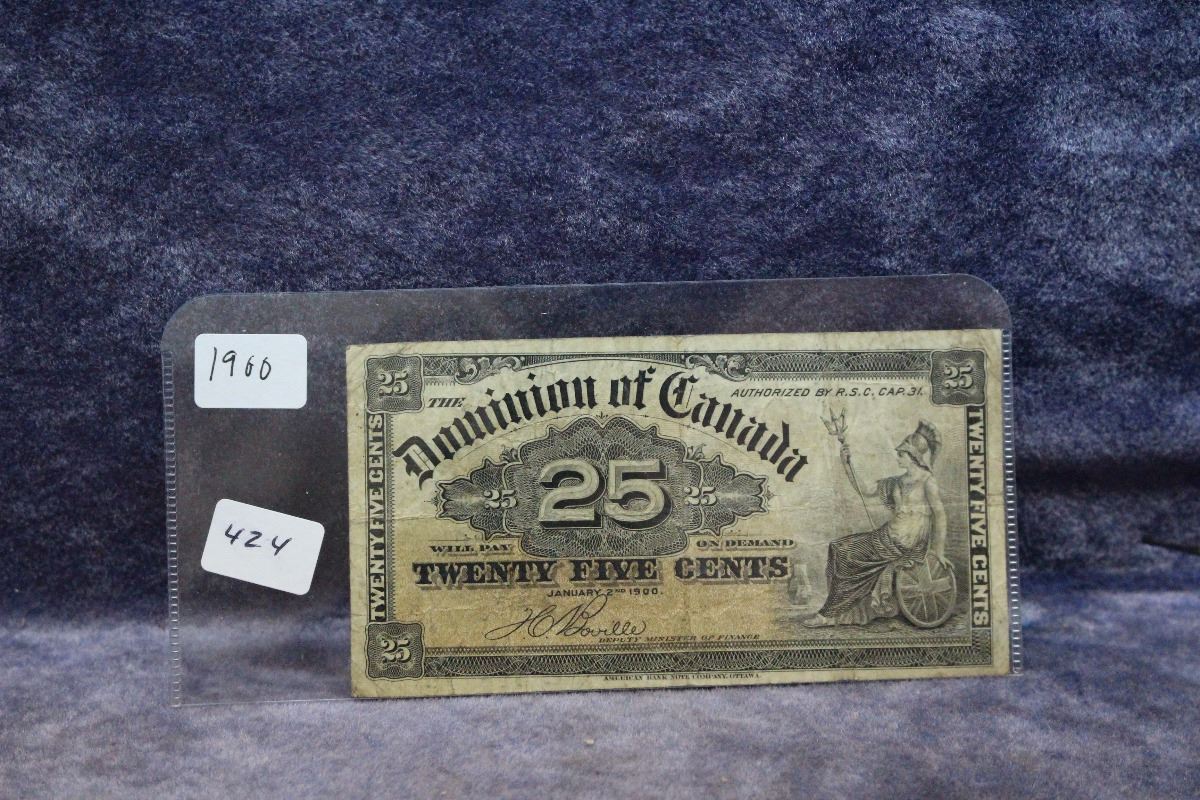 1900
424
25
25
THE Dominion of Canada
AUTHORIZED BY R.S.C. CAP. 31.
TWENTY FIVE CENTS
TWENTY FIVE CENTS
25
25
25
WILL PAY ON DEMAND
TWENTY FIVE CENTS
JANUARY 2ND 1900.
T.C. Boville
DEPUTY MINISTER OF FINANCE
25
AMERICAN BANK NOTE COMPANY, OTTAWA.